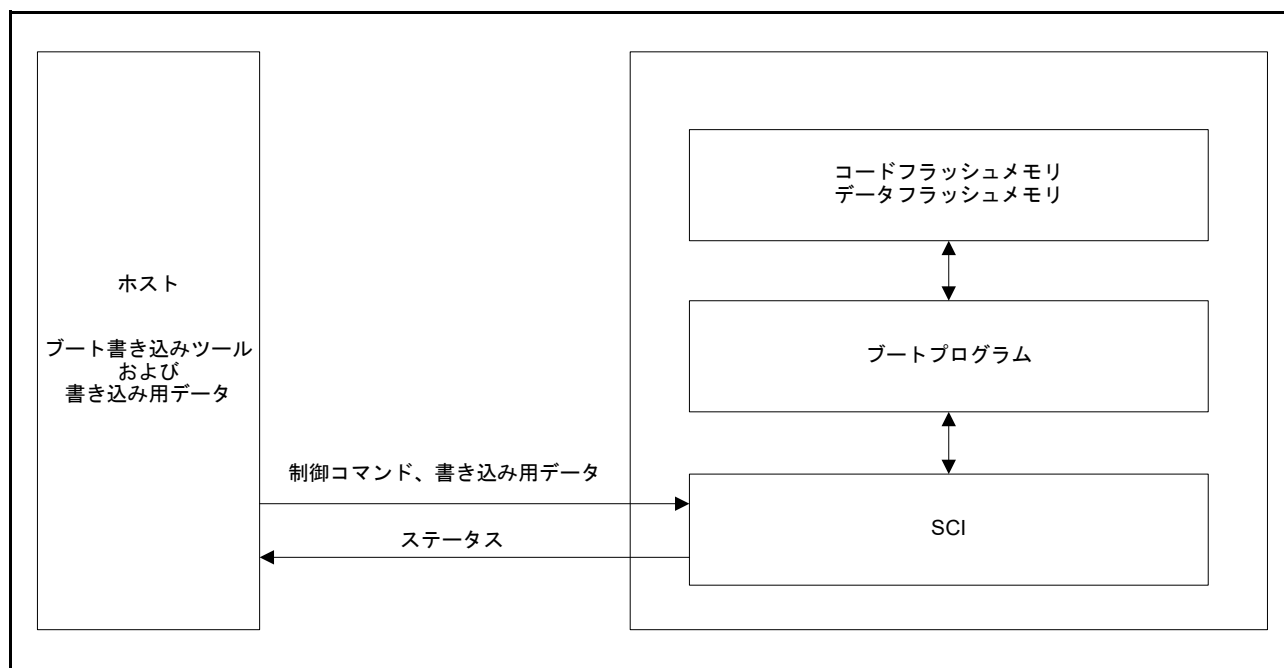 ホスト
ブート書き込みツール
および
書き込み用データ
制御コマンド、書き込み用データ
ステータス
コードフラッシュメモリ
データフラッシュメモリ
ブートプログラム
SCI